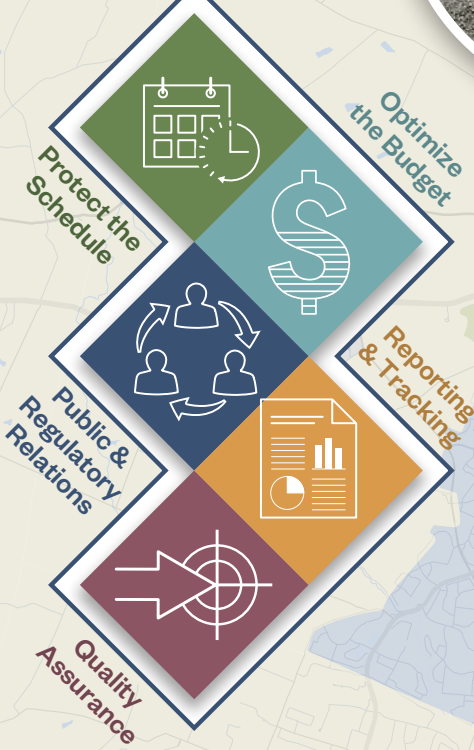 Protect the
Schedule
Optimize
the Budget
Public &
Regulatory
Relations
Reporting
& Tracking
Quality
Assurance